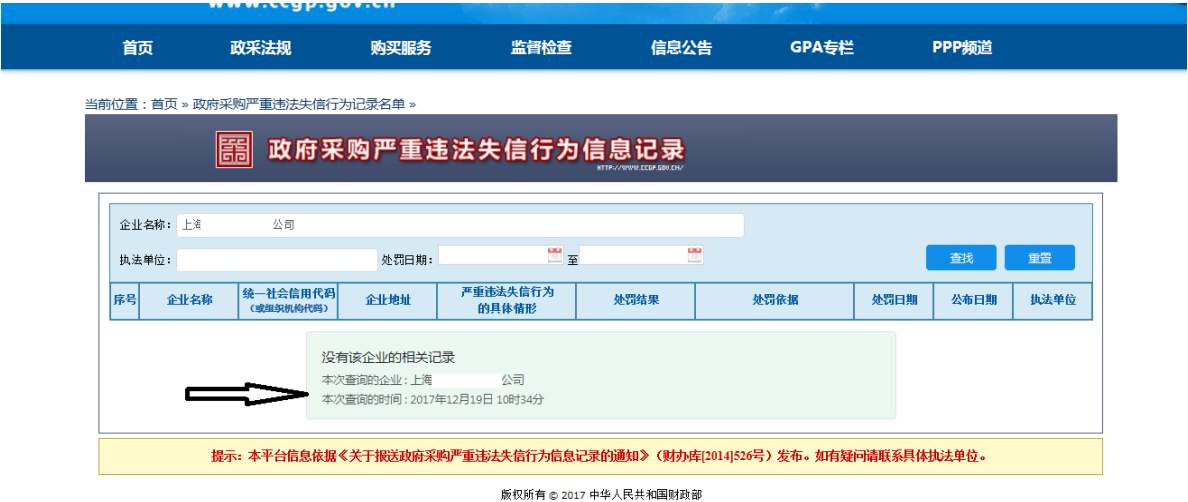 www.ccgp.gov.cn
首页 政采法规 购买服务 监督检查 信息公告 GPA专栏 PPP频道
当前位置：首页 » 政府采购严重违法失信行为记录名单 »
政府采购严重违法失信行为信息记录
HTTP://WWW.CCGP.GOV.CN/
企业名称： 上海 公司
执法单位： 处罚日期： 至 查找 重置
序号 企业名称 统一社会信用代码 （或组织机构代码） 企业地址 严重违法失信行为 的具体情形 处罚结果 处罚依据 处罚日期 公布日期 执法单位
没有该企业的相关记录
本次查询的企业 : 上海 公司
本次查询的时间 : 2017年12月19日 10时34分
提示：本平台信息依据《关于报送政府采购严重违法失信行为信息记录的通知》（财办库[2014]526号）发布。如有疑问请联系具体执法单位。
版权所有 © 2017 中华人民共和国财政部